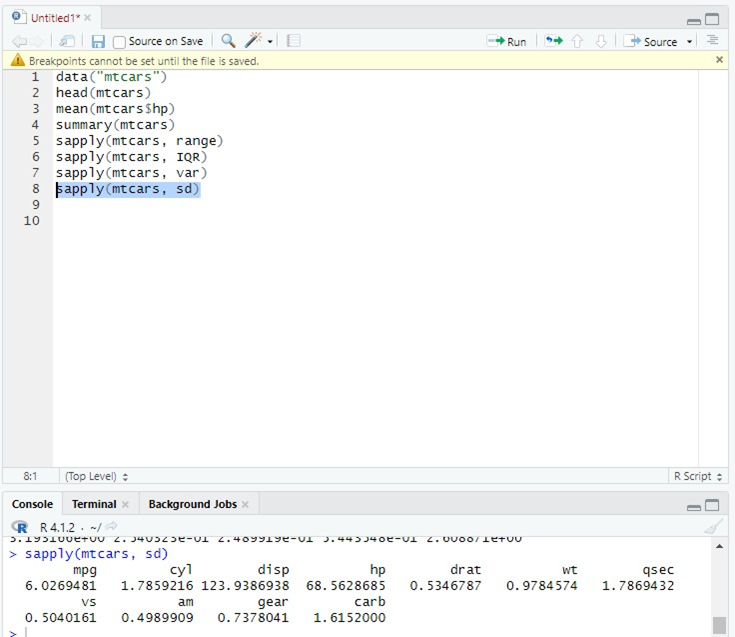 Untitled1*
Source on Save Run Source
Breakpoints cannot be set until the file is saved.
1 data("mtcars")
2 head(mtcars)
3 mean(mtcars$hp)
4 summary(mtcars)
5 sapply(mtcars, range)
6 sapply(mtcars, IQR)
7 sapply(mtcars, var)
8 sapply(mtcars, sd)
9
10
8:1 (Top Level) R Script
Console Terminal Background Jobs
R R 4.1.2 · ~/
> sapply(mtcars, sd)
mpg cyl disp hp drat wt qsec
6.0269481 1.7859216 123.9386938 68.5628685 0.5346787 0.9784574 1.7869432
vs am gear carb
0.5040161 0.4989909 0.7378041 1.6152000
>